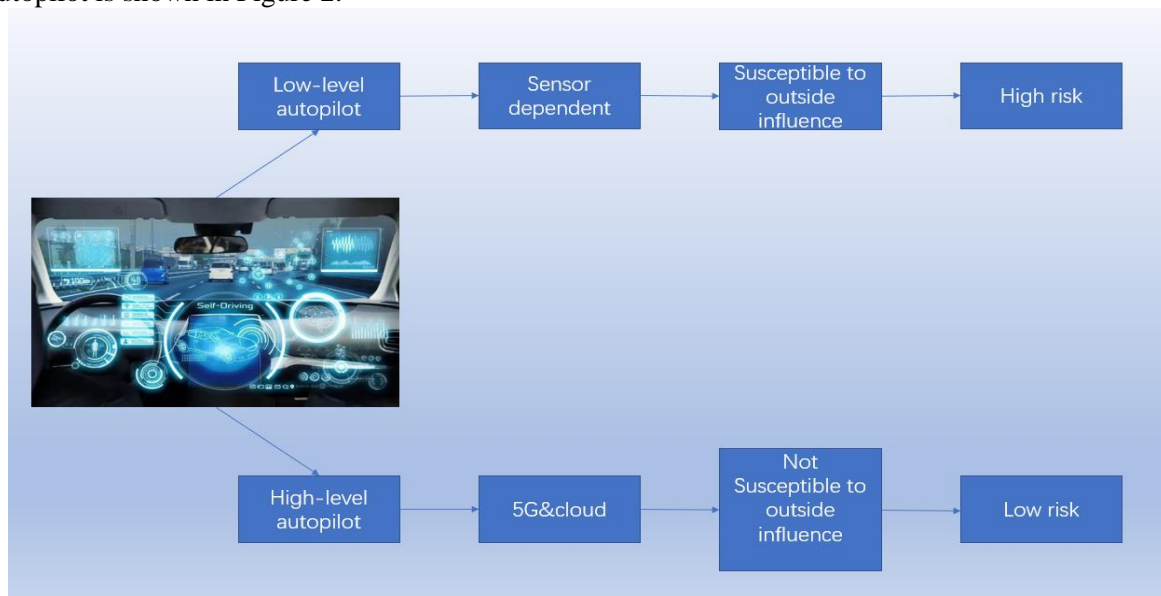 utopilot is shown in Figure 2.
Low-level
autopilot
Sensor
dependent
Susceptible to
outside
influence
High risk
Self-Driving
High-level
autopilot
5G&cloud
Not
Susceptible to
outside
influence
Low risk